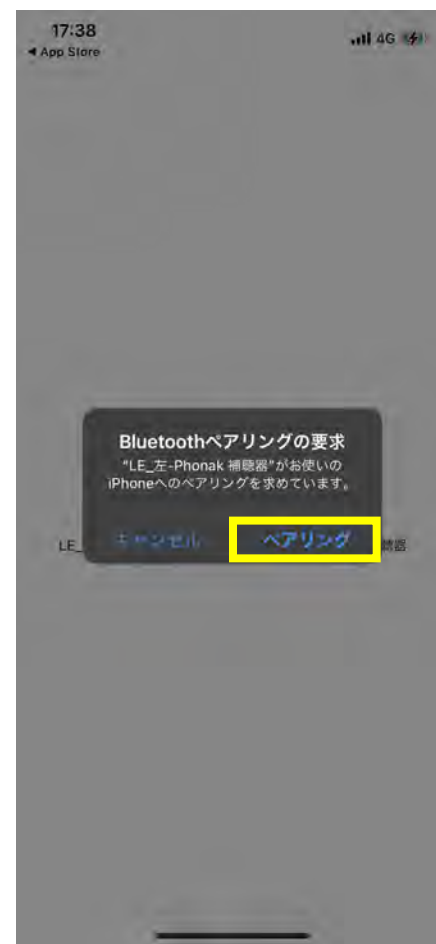 17:38
◀ App Store
4G
Bluetoothペアリングの要求
"LE_左-Phonak 補聴器"がお使いの
iPhoneへのペアリングを求めています。
キャンセル ペアリング
LE_ 聴器